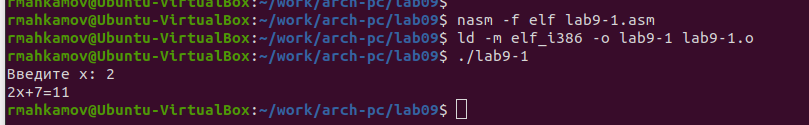 rmahkamov@Ubuntu-VirtualBox:~/work/arch-pc/lab09$
rmahkamov@Ubuntu-VirtualBox:~/work/arch-pc/lab09$ nasm -f elf lab9-1.asm
rmahkamov@Ubuntu-VirtualBox:~/work/arch-pc/lab09$ ld -m elf_i386 -o lab9-1 lab9-1.o
rmahkamov@Ubuntu-VirtualBox:~/work/arch-pc/lab09$ ./lab9-1
Введите x: 2
2x+7=11
rmahkamov@Ubuntu-VirtualBox:~/work/arch-pc/lab09$